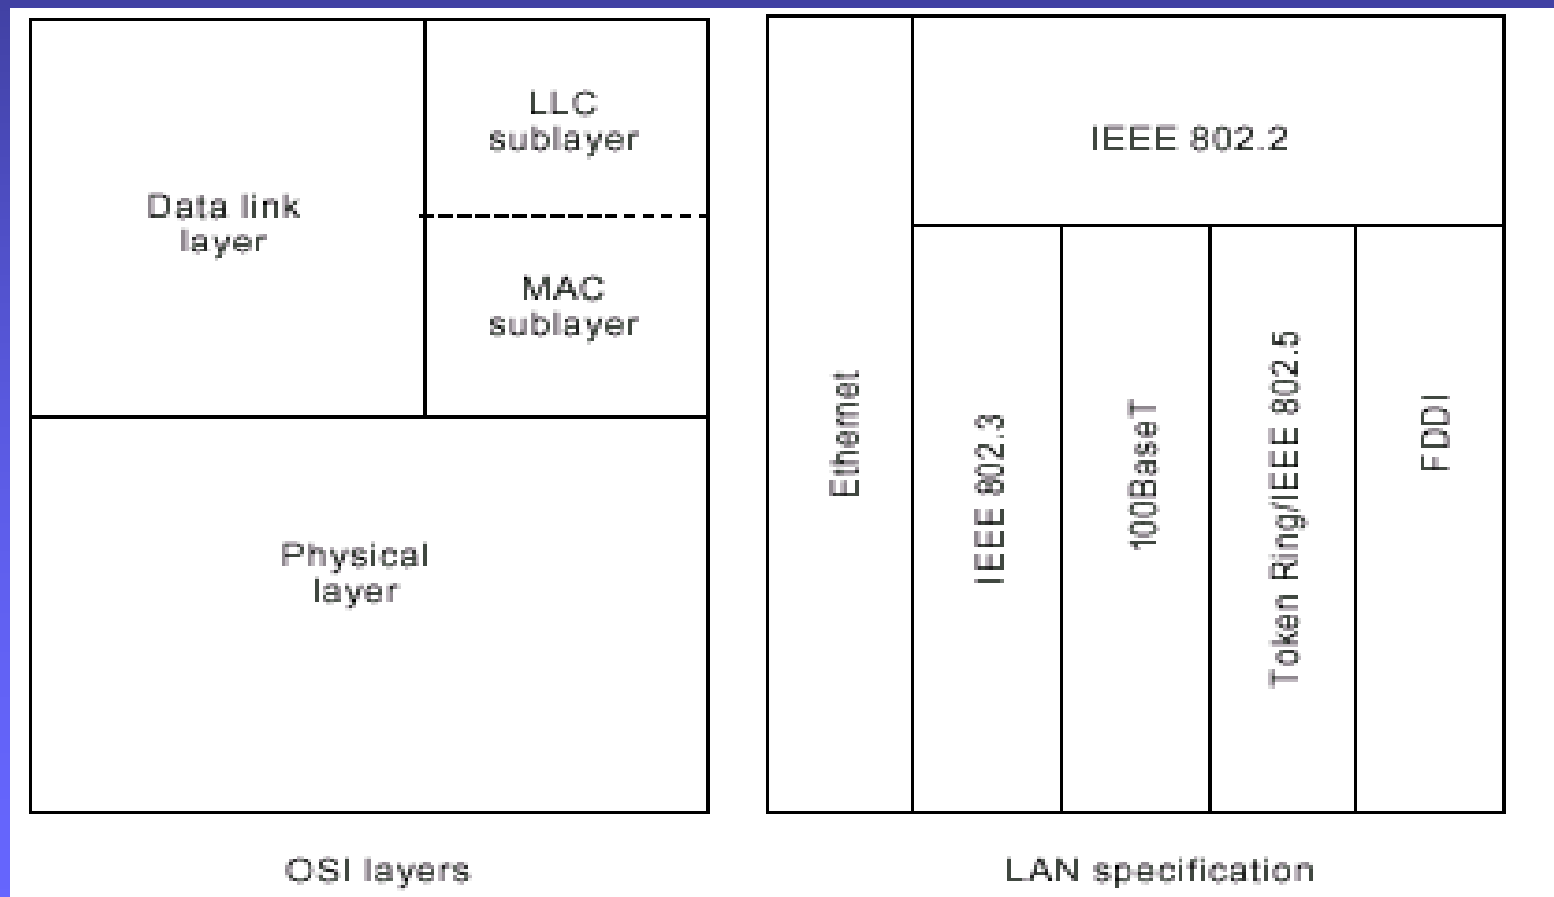 LLC
sublayer
Data link
layer
MAC
sublayer
Physical
layer
OSI layers
IEEE 802.2
Ethernet
IEEE 802.3
100BaseT
Token Ring/IEEE 802.5
FDDI
LAN specification